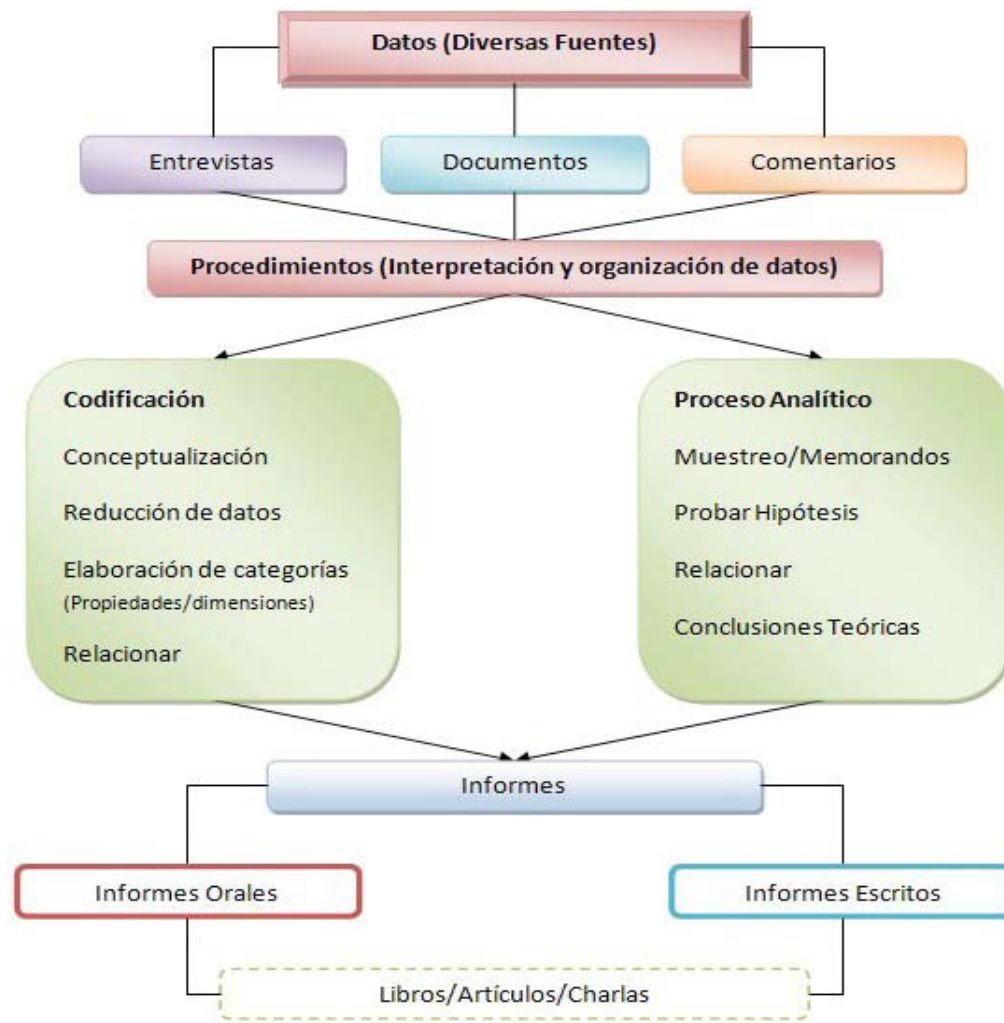 Datos (Diversas Fuentes)
Entrevistas
Documentos
Comentarios
Procedimientos (Interpretación y organización de datos)
Codificación
Conceptualización
Reducción de datos
Elaboración de categorías
(Propiedades/dimensiones)
Relacionar
Proceso Analítico
Muestreo/Memorandos
Probar Hipótesis
Relacionar
Conclusiones Teóricas
Informes
Informes Orales
Informes Escritos
Libros/Artículos/Charlas